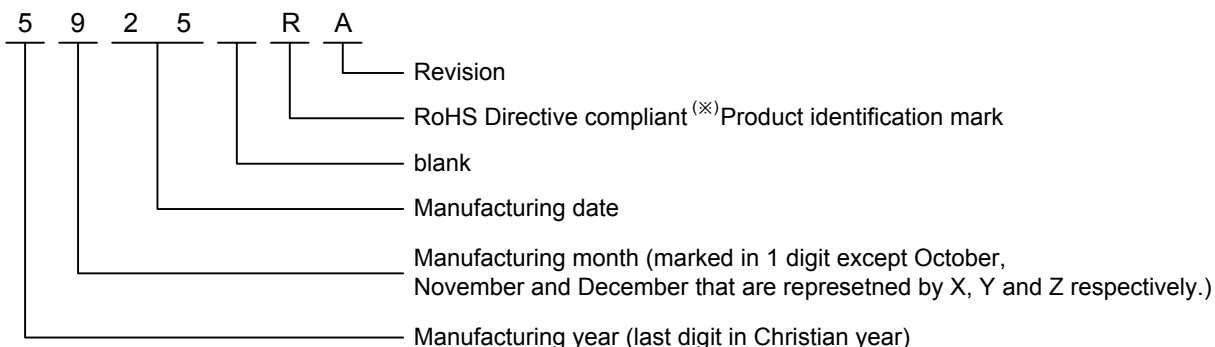 5 9 2 5 R A
Revision
RoHS Directive compliant (※)Product identification mark
blank
Manufacturing date
Manufacturing month (marked in 1 digit except October,
November and December that are represetned by X, Y and Z respectively.)
Manufacturing year (last digit in Christian year)